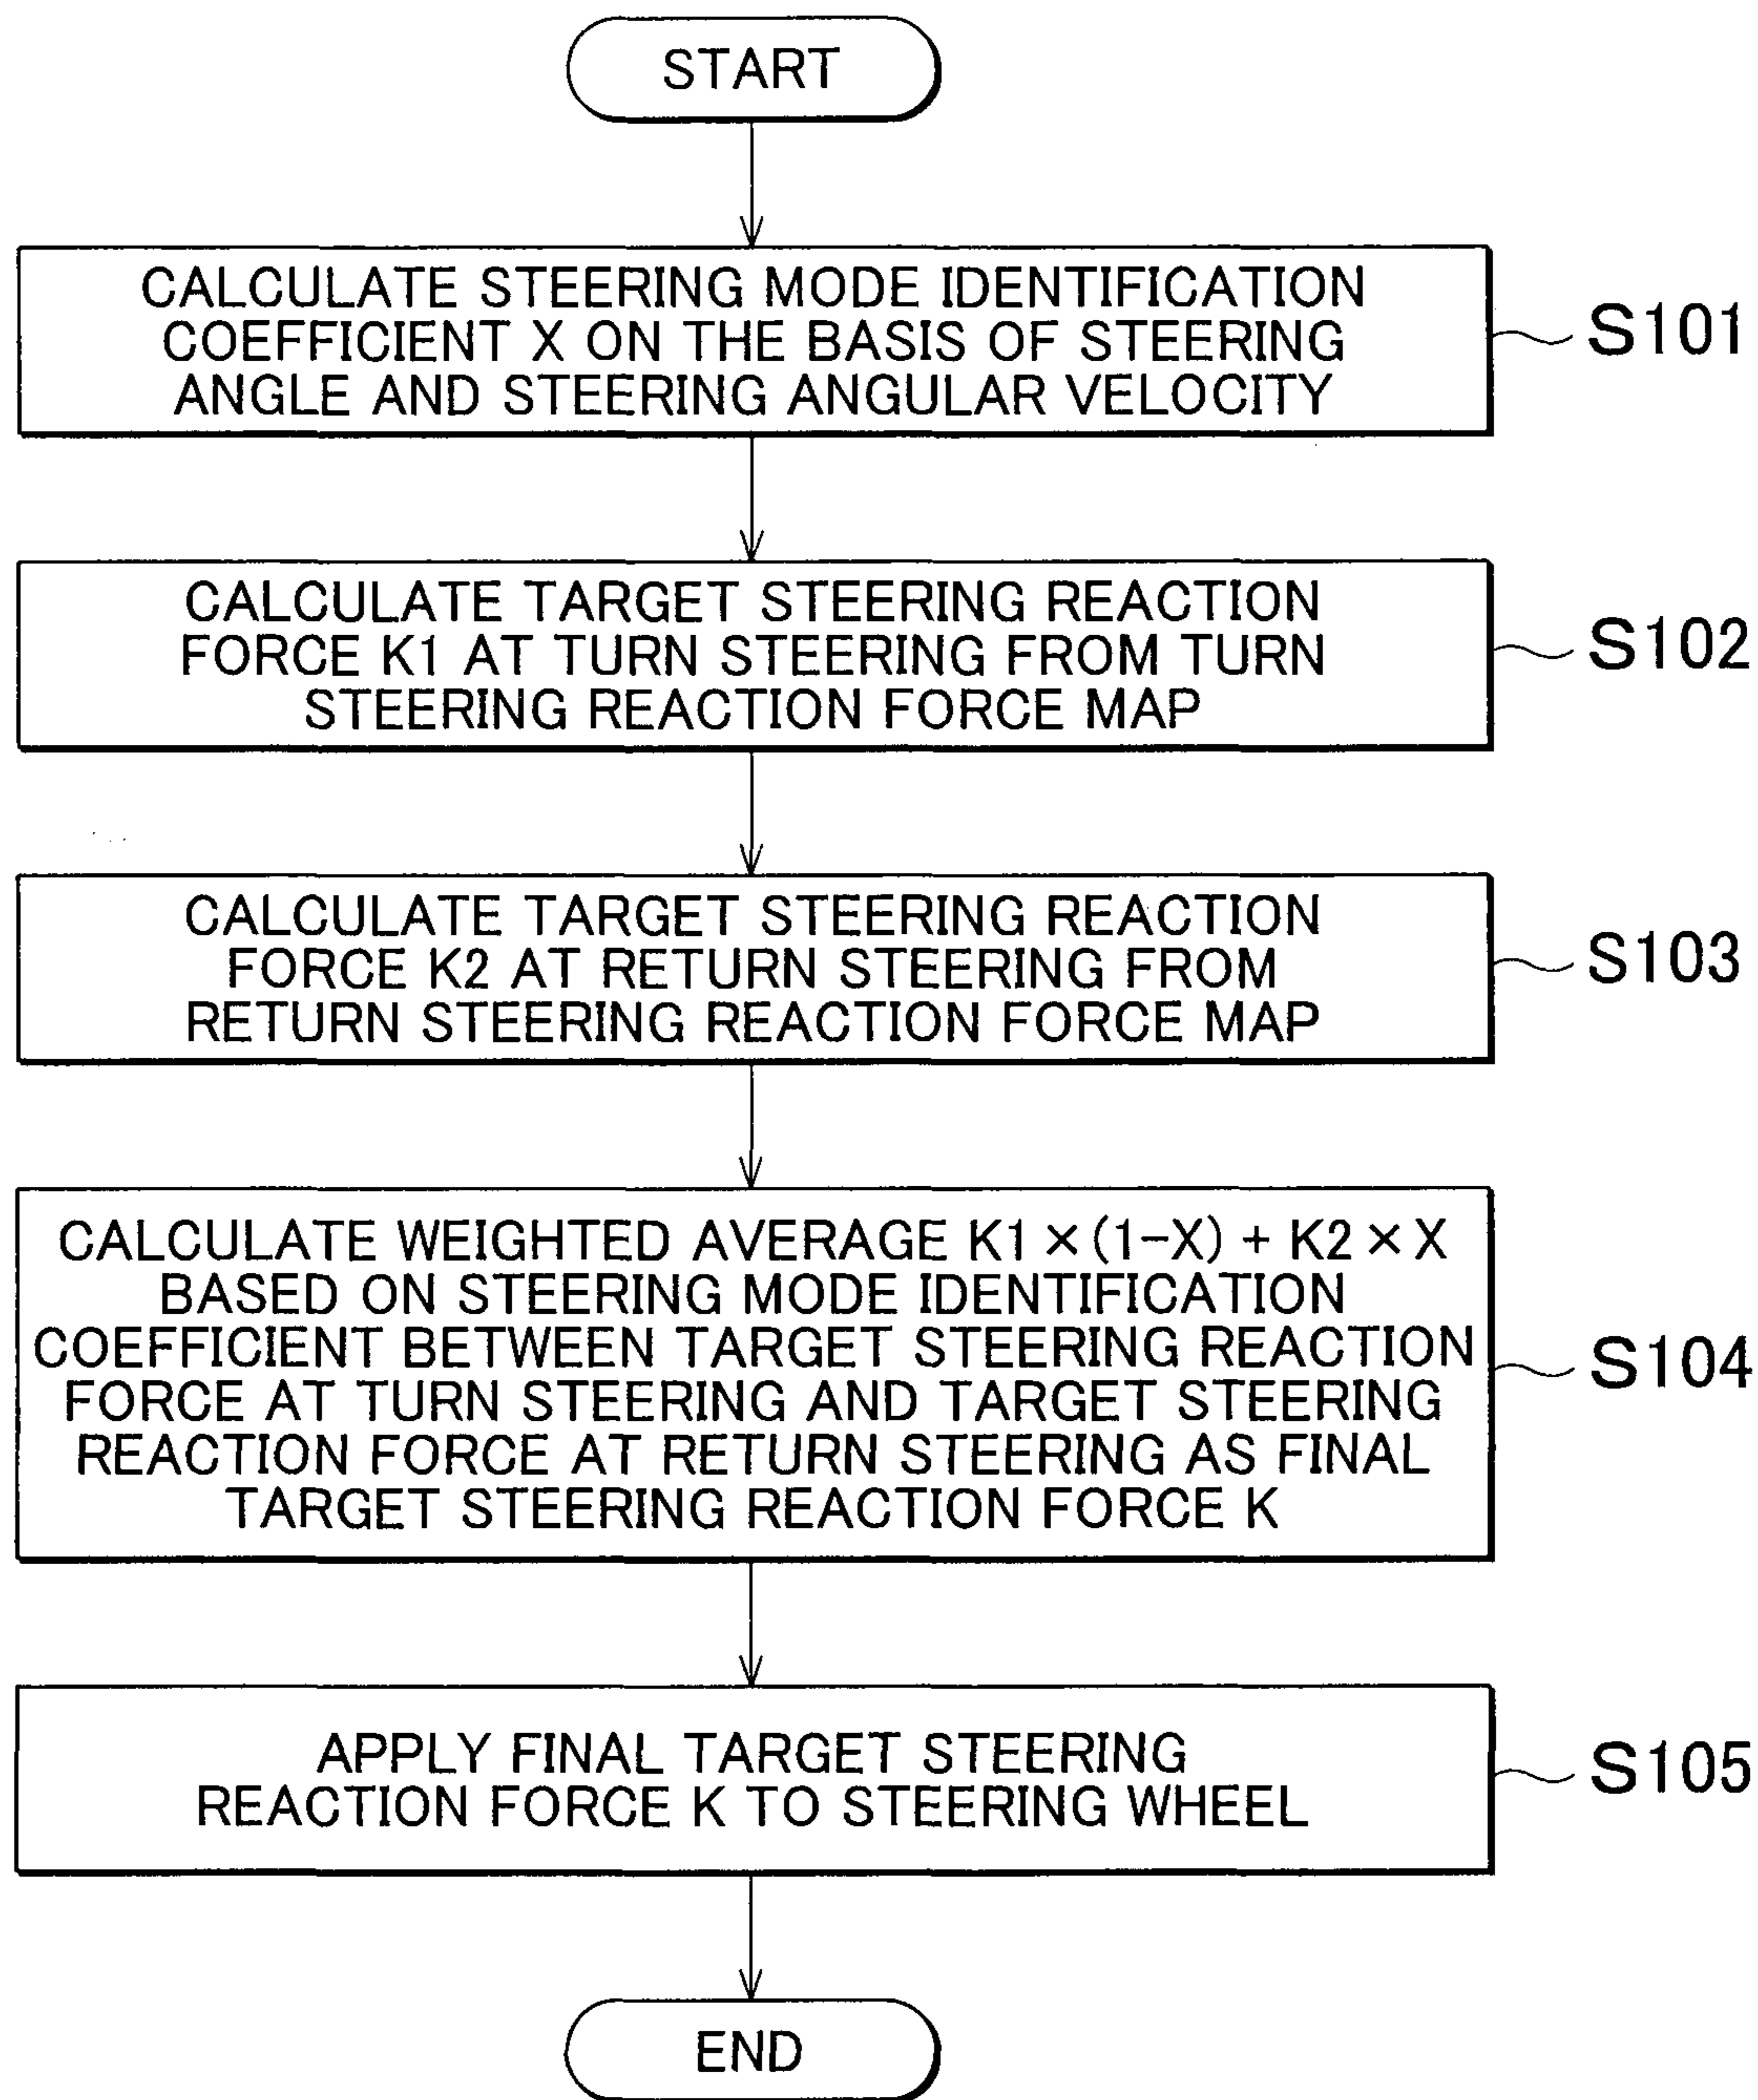 START
CALCULATE STEERING MODE IDENTIFICATION
COEFFICIENT X ON THE BASIS OF STEERING
ANGLE AND STEERING ANGULAR VELOCITY
S101
CALCULATE TARGET STEERING REACTION
FORCE K1 AT TURN STEERING FROM TURN
STEERING REACTION FORCE MAP
S102
CALCULATE TARGET STEERING REACTION
FORCE K2 AT RETURN STEERING FROM
RETURN STEERING REACTION FORCE MAP
S103
CALCULATE WEIGHTED AVERAGE K1 × (1-X) + K2 × X
BASED ON STEERING MODE IDENTIFICATION
COEFFICIENT BETWEEN TARGET STEERING REACTION
FORCE AT TURN STEERING AND TARGET STEERING
REACTION FORCE AT RETURN STEERING AS FINAL
TARGET STEERING REACTION FORCE K
S104
APPLY FINAL TARGET STEERING
REACTION FORCE K TO STEERING WHEEL
S105
END